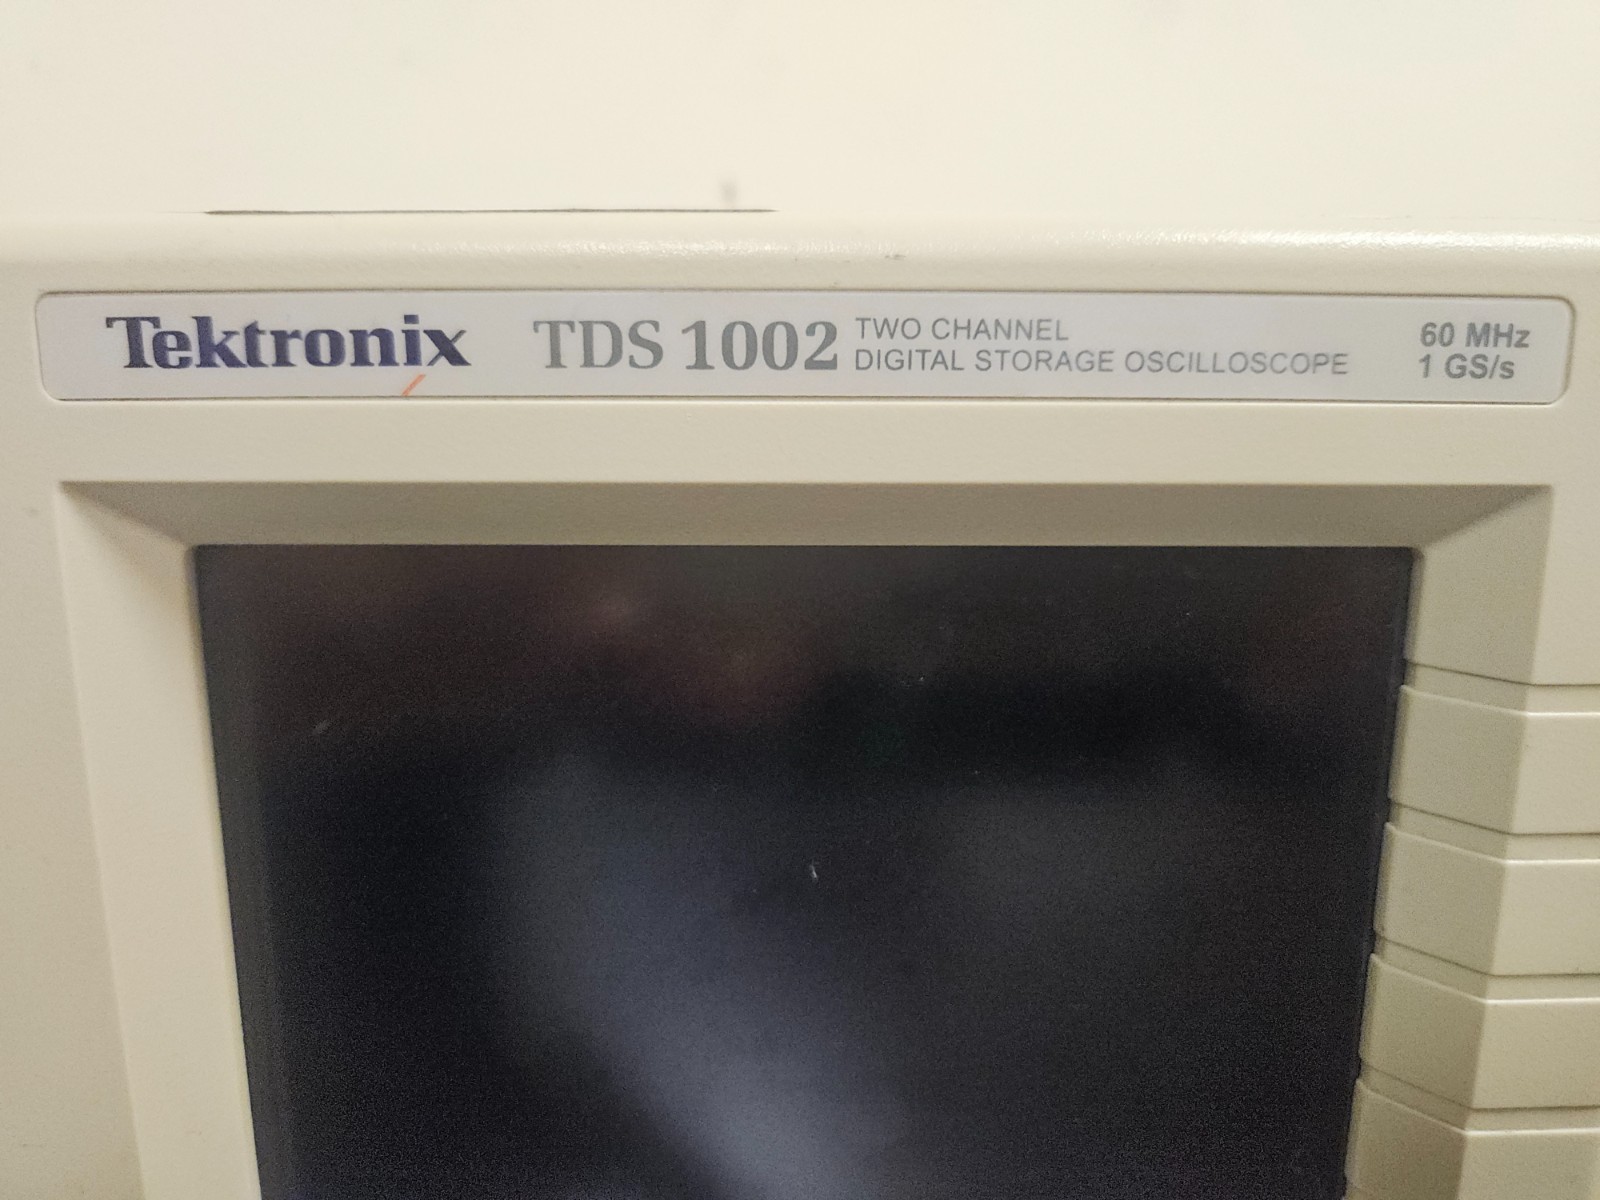 Tektronix TDS 1002
TWO CHANNEL
DIGITAL STORAGE OSCILLOSCOPE
60 MHz
1 GS/s